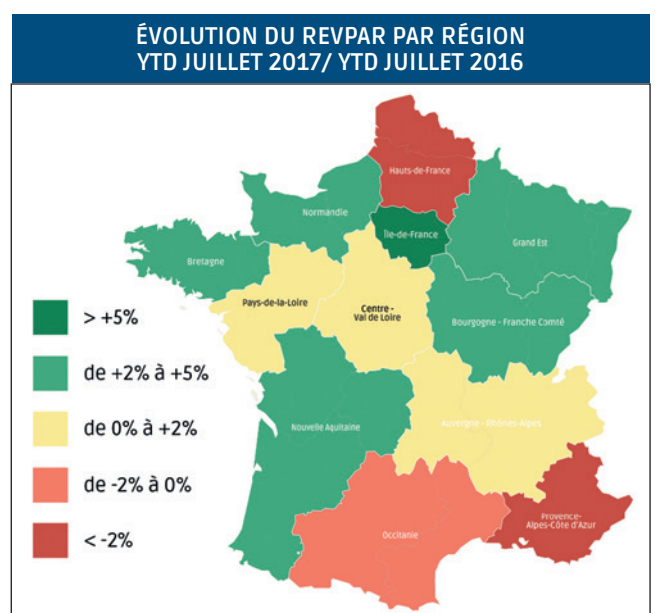 ÉVOLUTION DU REVPAR PAR RÉGION
YTD JUILLET 2017/ YTD JUILLET 2016
Hauts-de-France
Normandie
Île-de-France
Grand Est
Bretagne
Pays-de-la-Loire
Centre -
Val de Loire
Bourgogne - Franche Comté
> +5%
de +2% à +5%
de 0% à +2%
de -2% à 0%
< -2%
Nouvelle Aquitaine
Auvergne - Rhônes-Alpes
Occitanie
Provence-
Alpes-Côte d'Azur